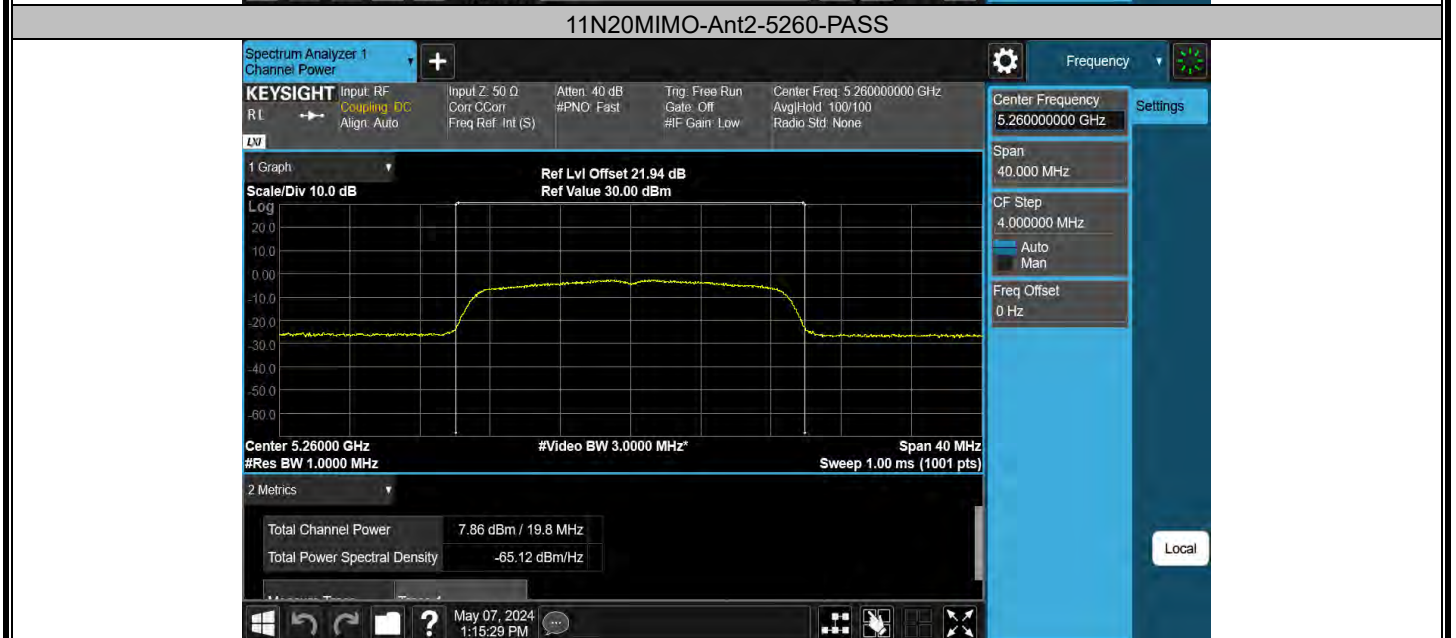 11N20MIMO-Ant2-5260-PASS
Spectrum Analyzer 1
Channel Power
Frequency
KEYSIGHT
RL
LXI
Input: RF
Coupling: DC
Align: Auto
Input Z: 50 Ω
Corr CCorr
Freq Ref: Int (S)
Atten: 40 dB
#PNO: Fast
Trig: Free Run
Gate: Off
#IF Gain: Low
Center Freq: 5.260000000 GHz
Avg|Hold: 100/100
Radio Std: None
Center Frequency
5.260000000 GHz
Settings
Span
40.000 MHz
CF Step
4.000000 MHz
Auto
Man
Freq Offset
0 Hz
1 Graph
Scale/Div 10.0 dB
Ref Lvl Offset 21.94 dB
Ref Value 30.00 dBm
Log
20.0
10.0
0.00
-10.0
-20.0
-30.0
-40.0
-50.0
-60.0
Center 5.26000 GHz
#Video BW 3.0000 MHz*
Span 40 MHz
#Res BW 1.0000 MHz
Sweep 1.00 ms (1001 pts)
2 Metrics
Total Channel Power 7.86 dBm / 19.8 MHz
Total Power Spectral Density -65.12 dBm/Hz
Local
?
May 07, 2024
1:15:29 PM